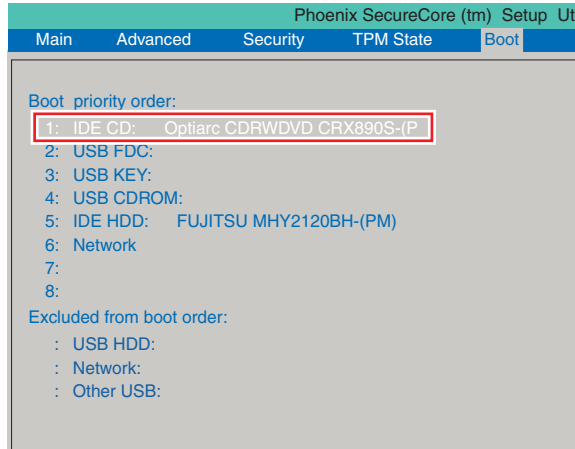 Phoenix SecureCore (tm) Setup Ut
Main Advanced Security TPM State Boot
Boot priority order:
1: IDE CD: Optiarc CDRWDVD CRX890S-(P
2: USB FDC:
3: USB KEY:
4: USB CDROM:
5: IDE HDD: FUJITSU MHY2120BH-(PM)
6: Network
7:
8:
Excluded from boot order:
: USB HDD:
: Network:
: Other USB: